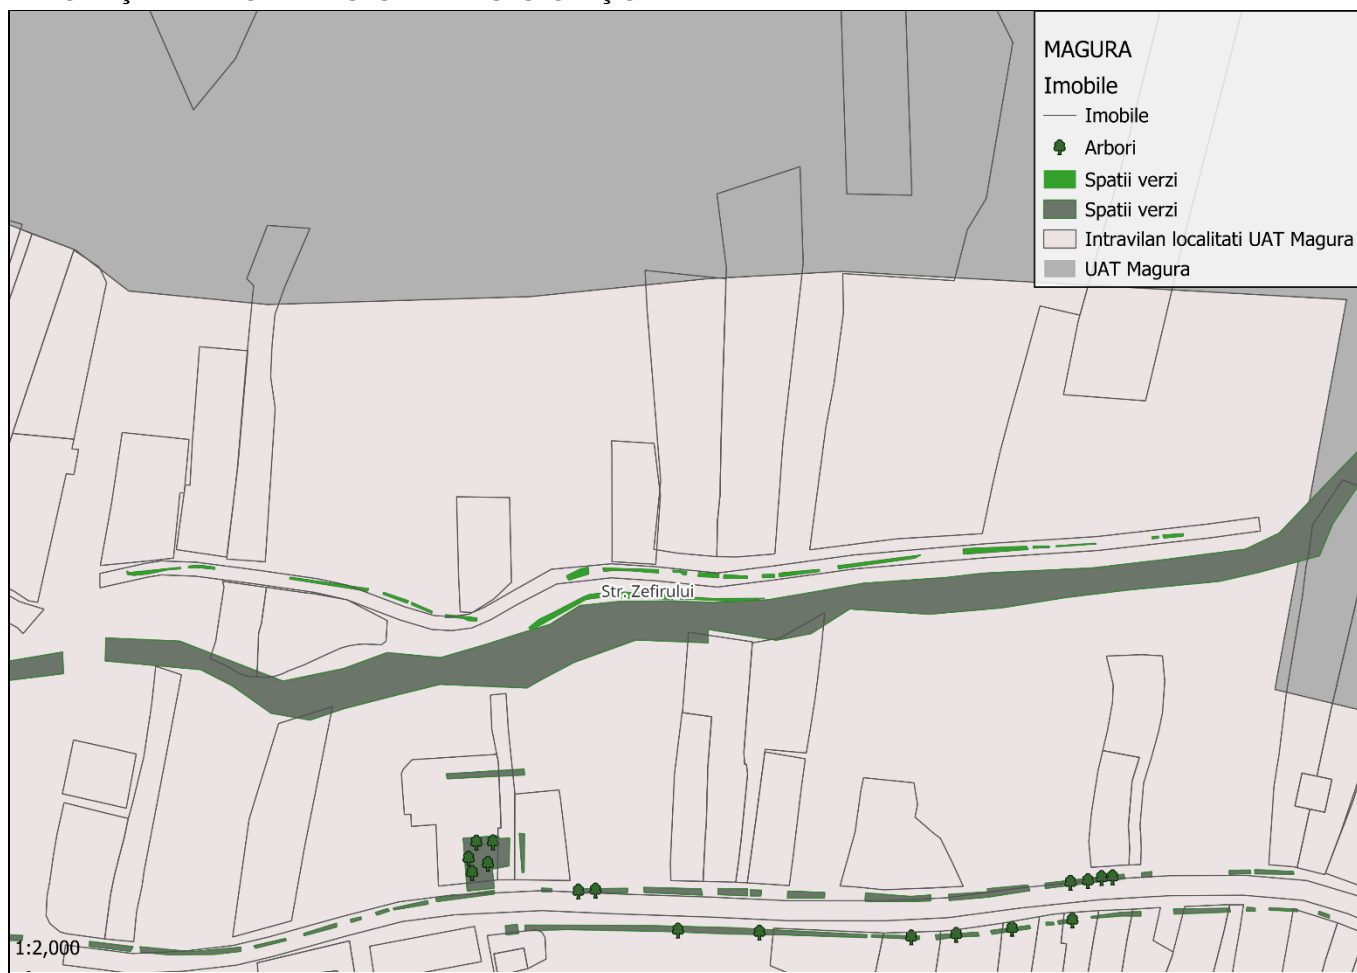 MAGURA
Imobile
Imobile
Arbori
Spatii verzi
Spatii verzi
Intravilan localitati UAT Magura
UAT Magura
Str. Zefirului
1:2,000